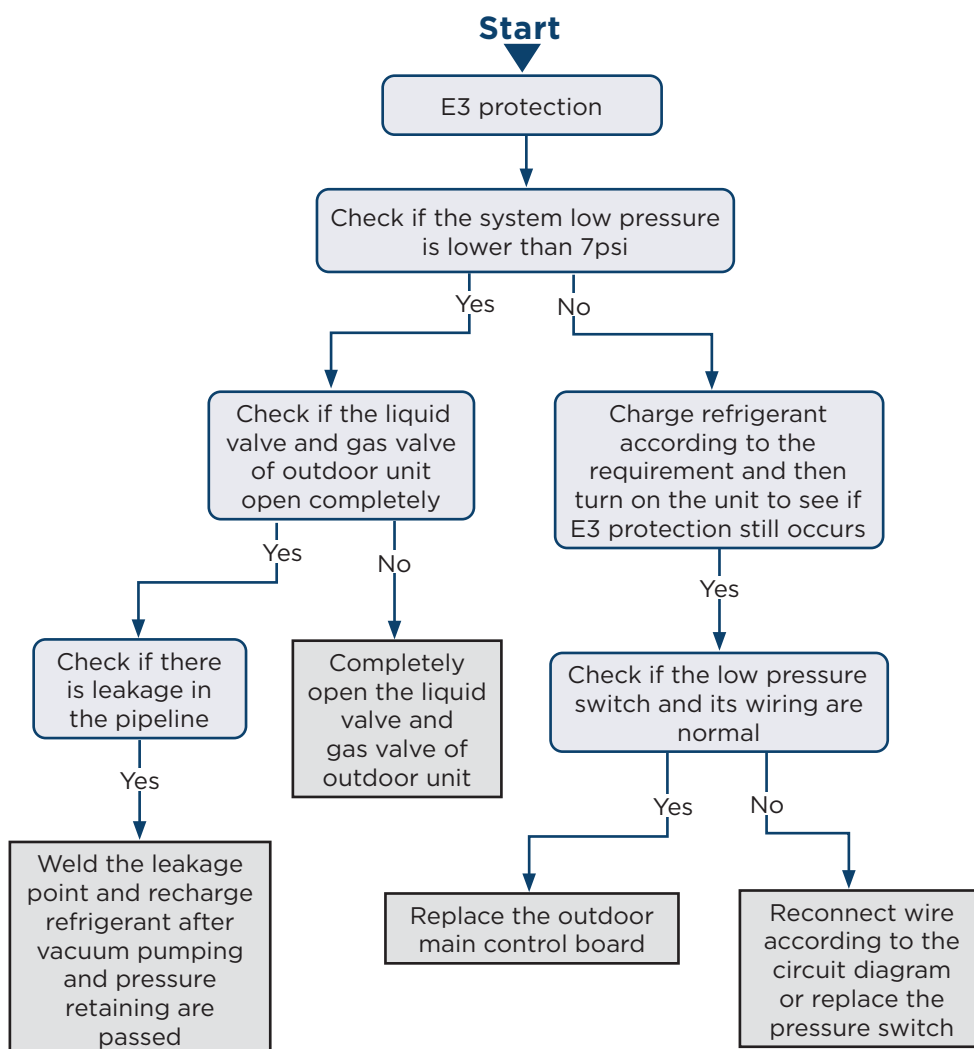 Start
E3 protection
Check if the system low pressure
is lower than 7psi
Yes
No
Check if the liquid
valve and gas valve
of outdoor unit
open completely
Charge refrigerant
according to the
requirement and then
turn on the unit to see if
E3 protection still occurs
Yes
No
Yes
Check if there
is leakage in
the pipeline
Completely
open the liquid
valve and
gas valve of
outdoor unit
Check if the low pressure
switch and its wiring are
normal
Yes
Yes
No
Weld the leakage
point and recharge
refrigerant after
vacuum pumping
and pressure
retaining are
passed
Replace the outdoor
main control board
Reconnect wire
according to the
circuit diagram
or replace the
pressure switch